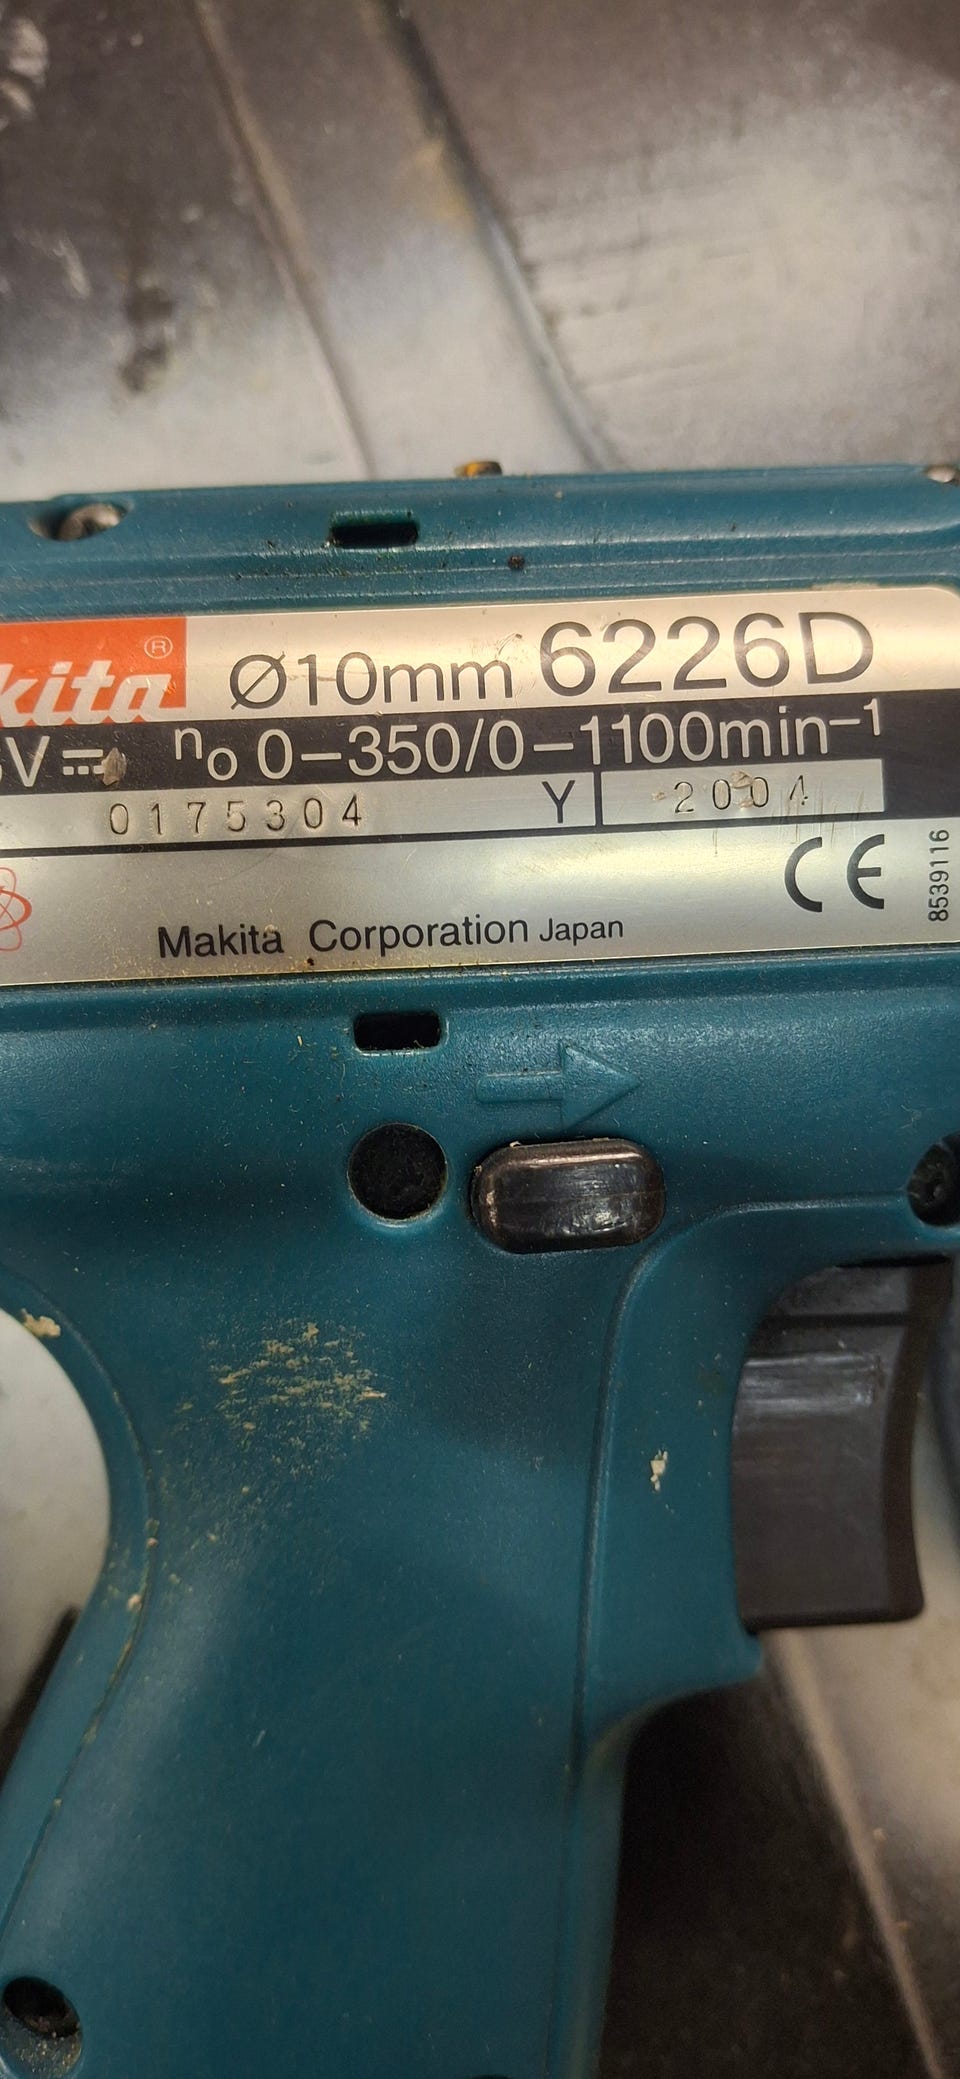 kita®
Ø10mm 6226D
V⎓ no 0–350/0–1100min–1
0175304 Y 2004
CE
8539116
Makita Corporation Japan